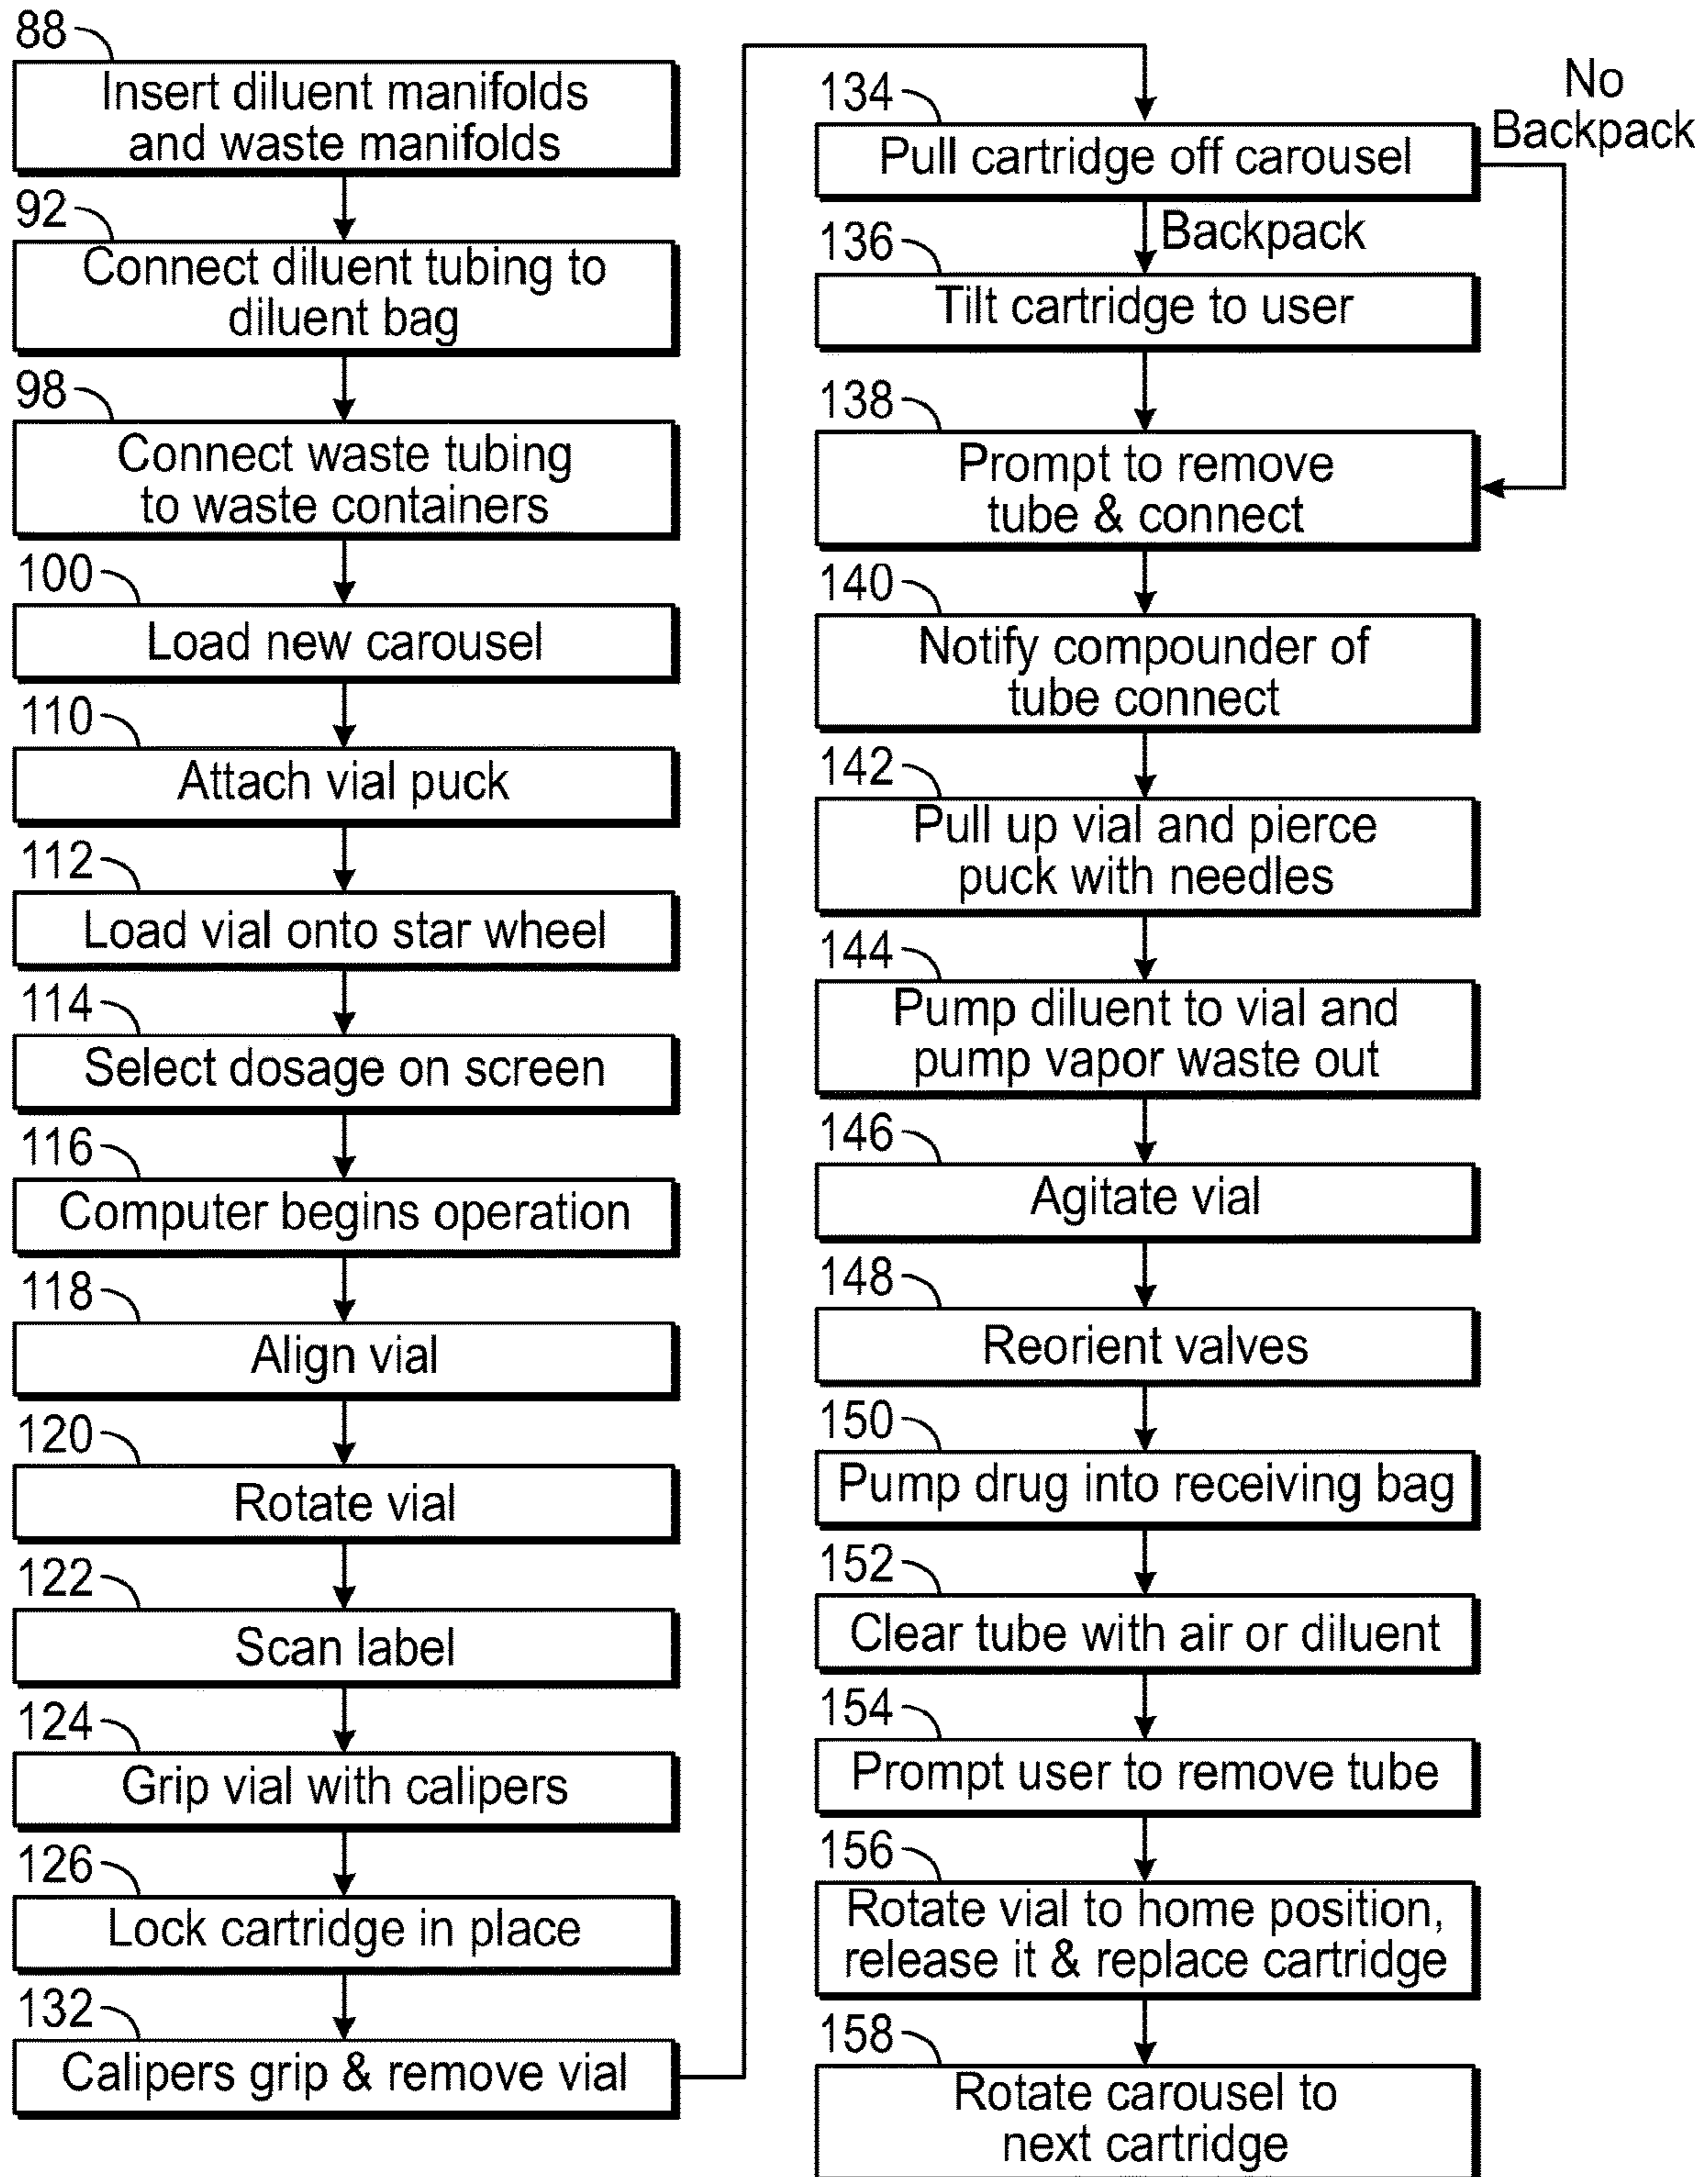 88
Insert diluent manifolds
and waste manifolds
92
Connect diluent tubing to
diluent bag
98
Connect waste tubing
to waste containers
100
Load new carousel
110
Attach vial puck
112
Load vial onto star wheel
114
Select dosage on screen
116
Computer begins operation
118
Align vial
120
Rotate vial
122
Scan label
124
Grip vial with calipers
126
Lock cartridge in place
132
Calipers grip & remove vial
134
Pull cartridge off carousel
No
Backpack
Backpack
136
Tilt cartridge to user
138
Prompt to remove
tube & connect
140
Notify compounder of
tube connect
142
Pull up vial and pierce
puck with needles
144
Pump diluent to vial and
pump vapor waste out
146
Agitate vial
148
Reorient valves
150
Pump drug into receiving bag
152
Clear tube with air or diluent
154
Prompt user to remove tube
156
Rotate vial to home position,
release it & replace cartridge
158
Rotate carousel to
next cartridge